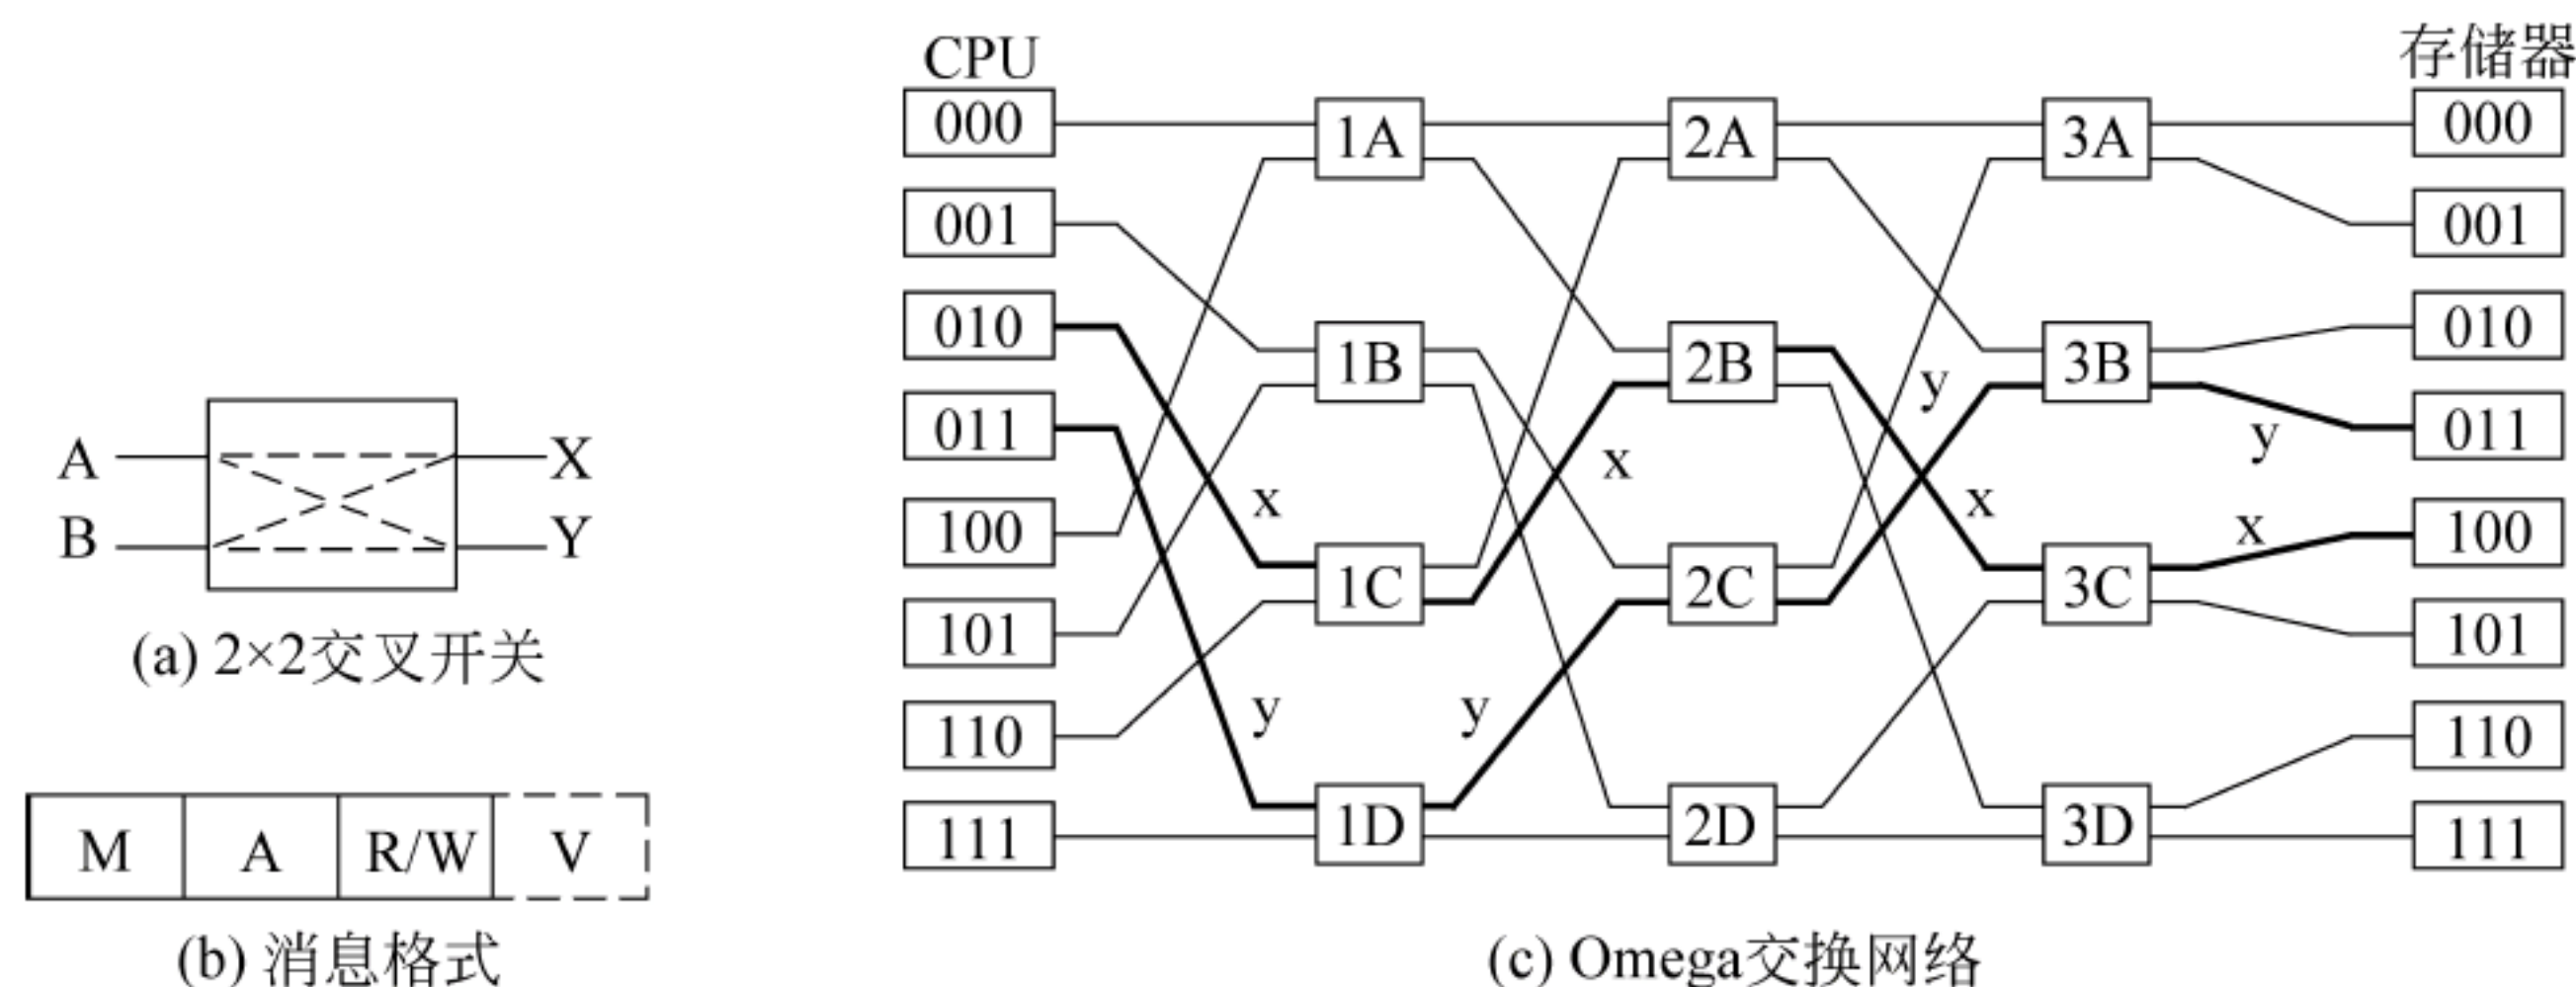 CPU
存储器
000 1A 2A 3A 000
001 001
010 1B 2B 3B 010
y
011 011
A X x y
100 x x 100
B Y 1C 2C 3C
101 101
(a) 2×2交叉开关
110 y y 110
M A R/W V 1D 2D 3D
111 111
(b) 消息格式
(c) Omega交换网络